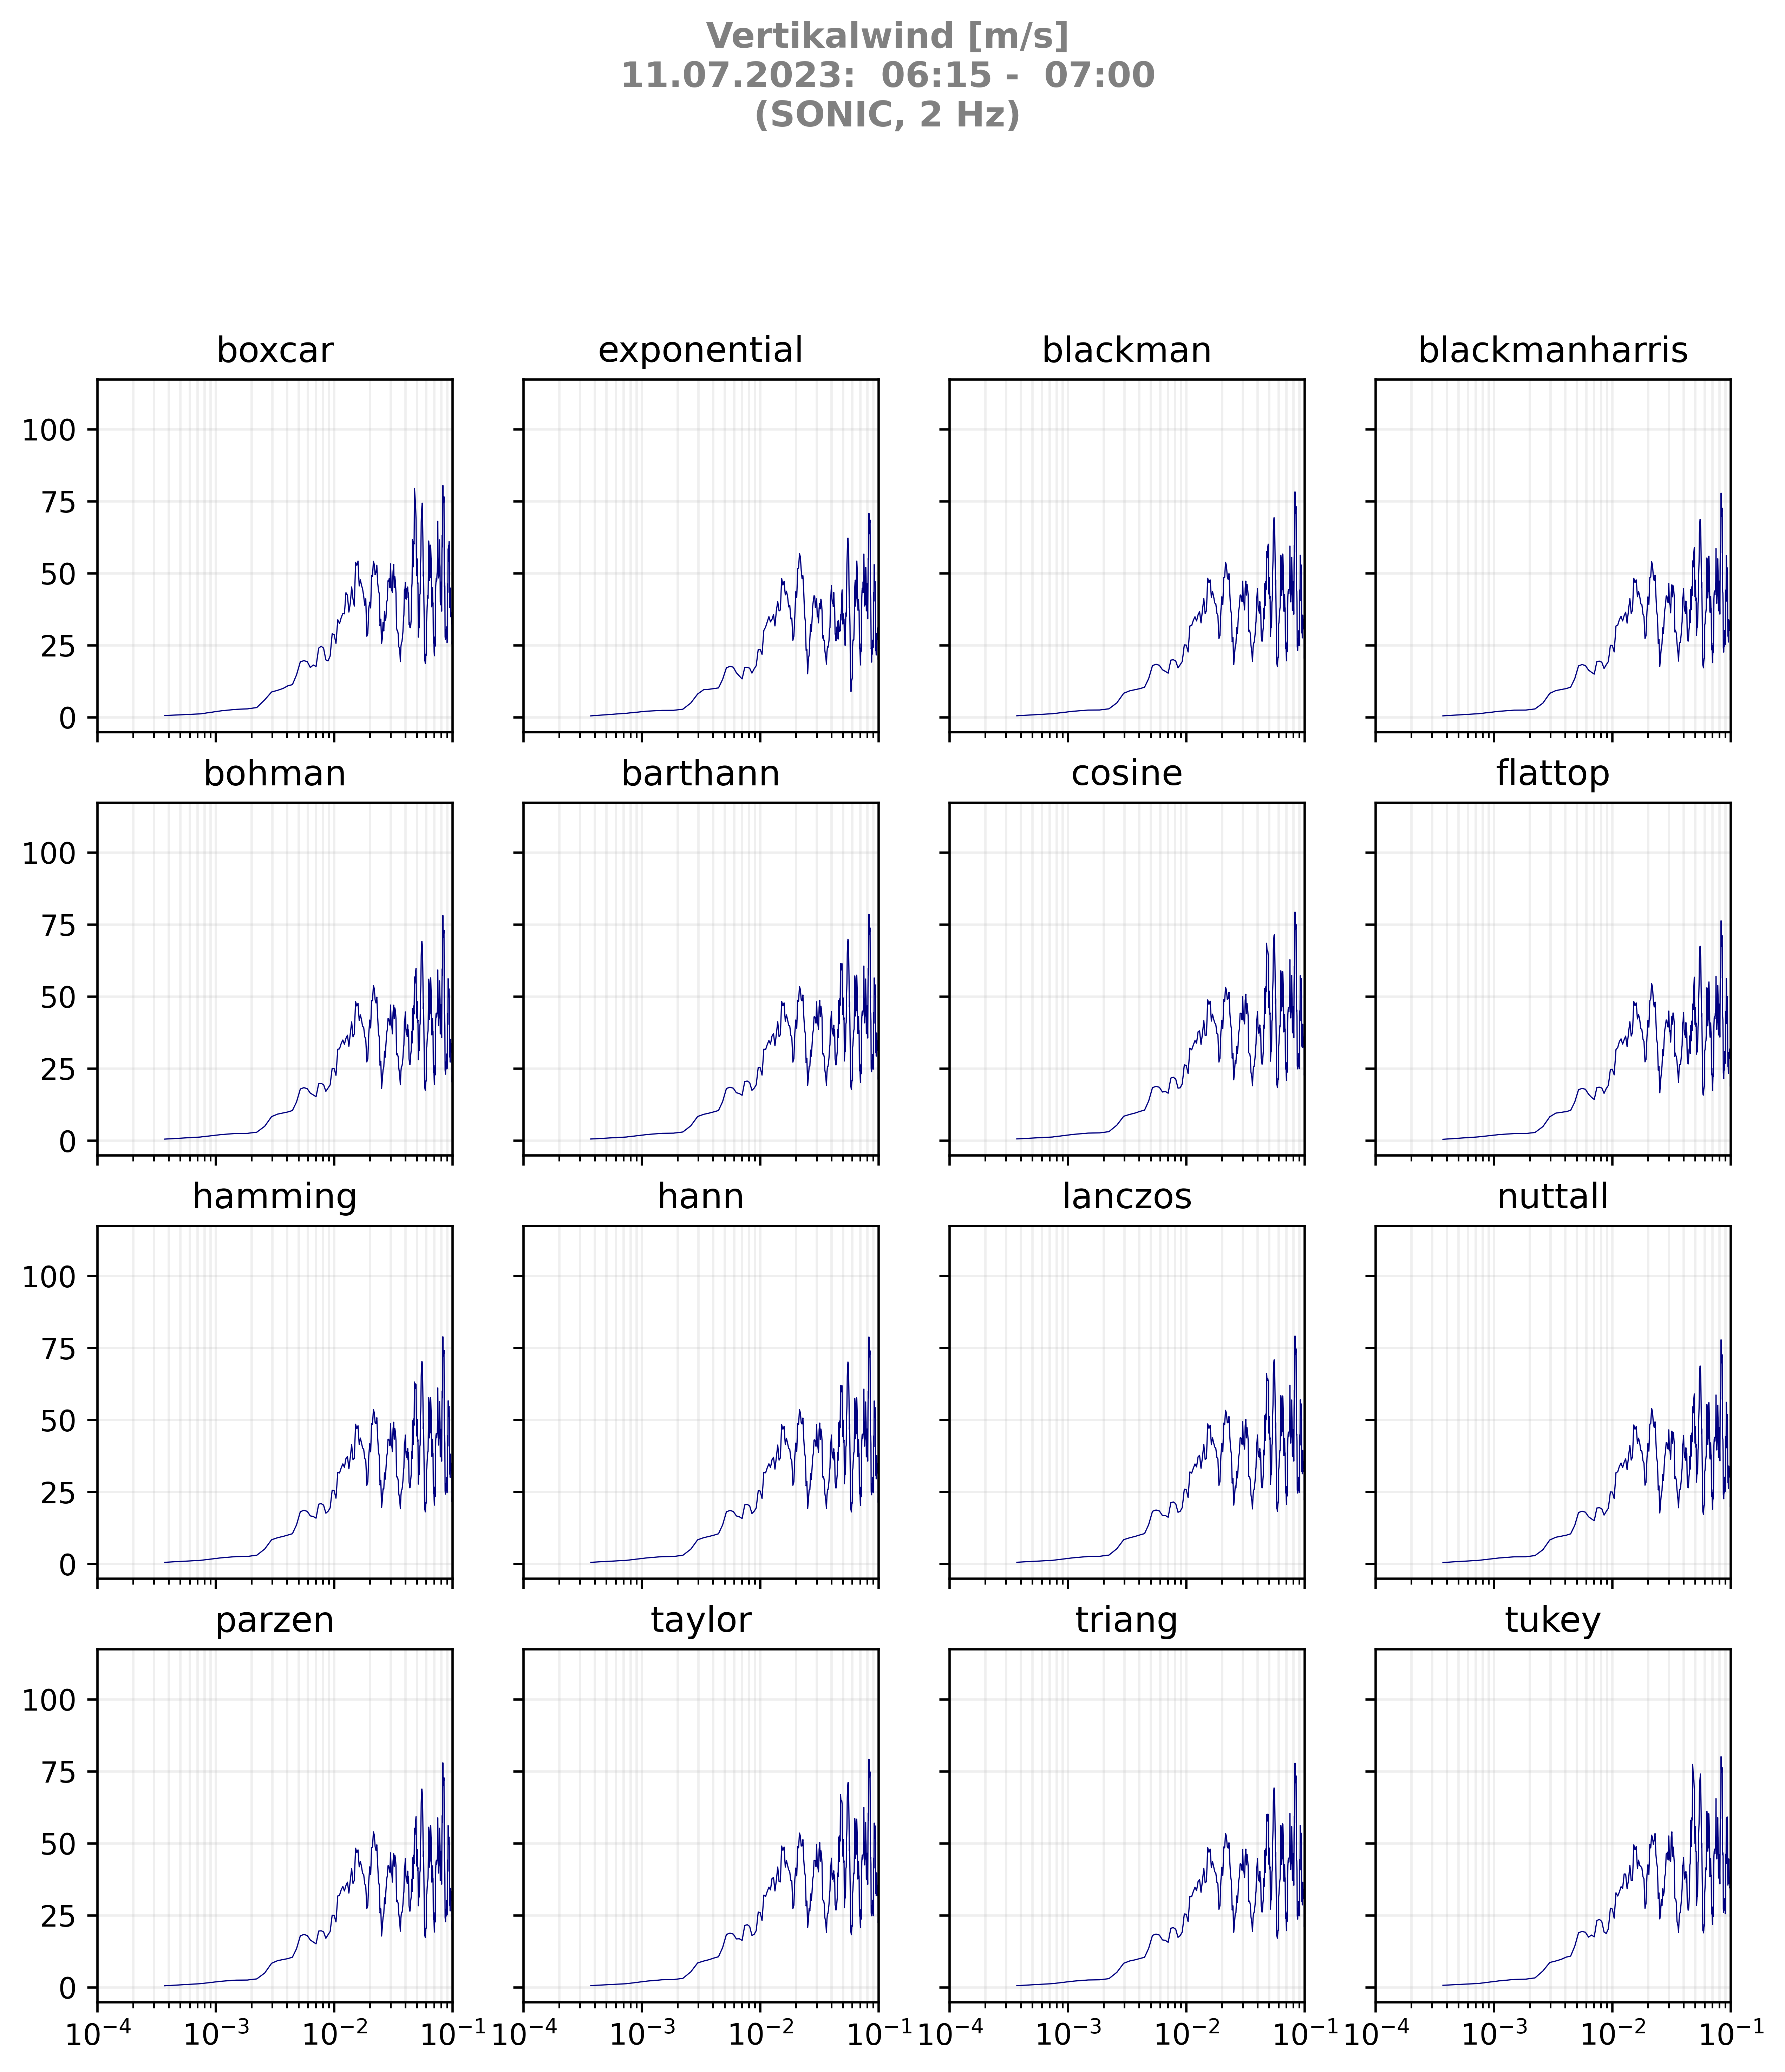 Vertikalwind [m/s]
11.07.2023:  06:15 -  07:00
(SONIC, 2 Hz)
boxcar exponential blackman blackmanharris
100
75
50
25
0
bohman barthann cosine flattop
100
75
50
25
0
hamming hann lanczos nuttall
100
75
50
25
0
parzen taylor triang tukey
100
75
50
25
0
10⁻⁴ 10⁻³ 10⁻² 10⁻¹ 10⁻⁴ 10⁻³ 10⁻² 10⁻¹ 10⁻⁴ 10⁻³ 10⁻² 10⁻¹ 10⁻⁴ 10⁻³ 10⁻² 10⁻¹